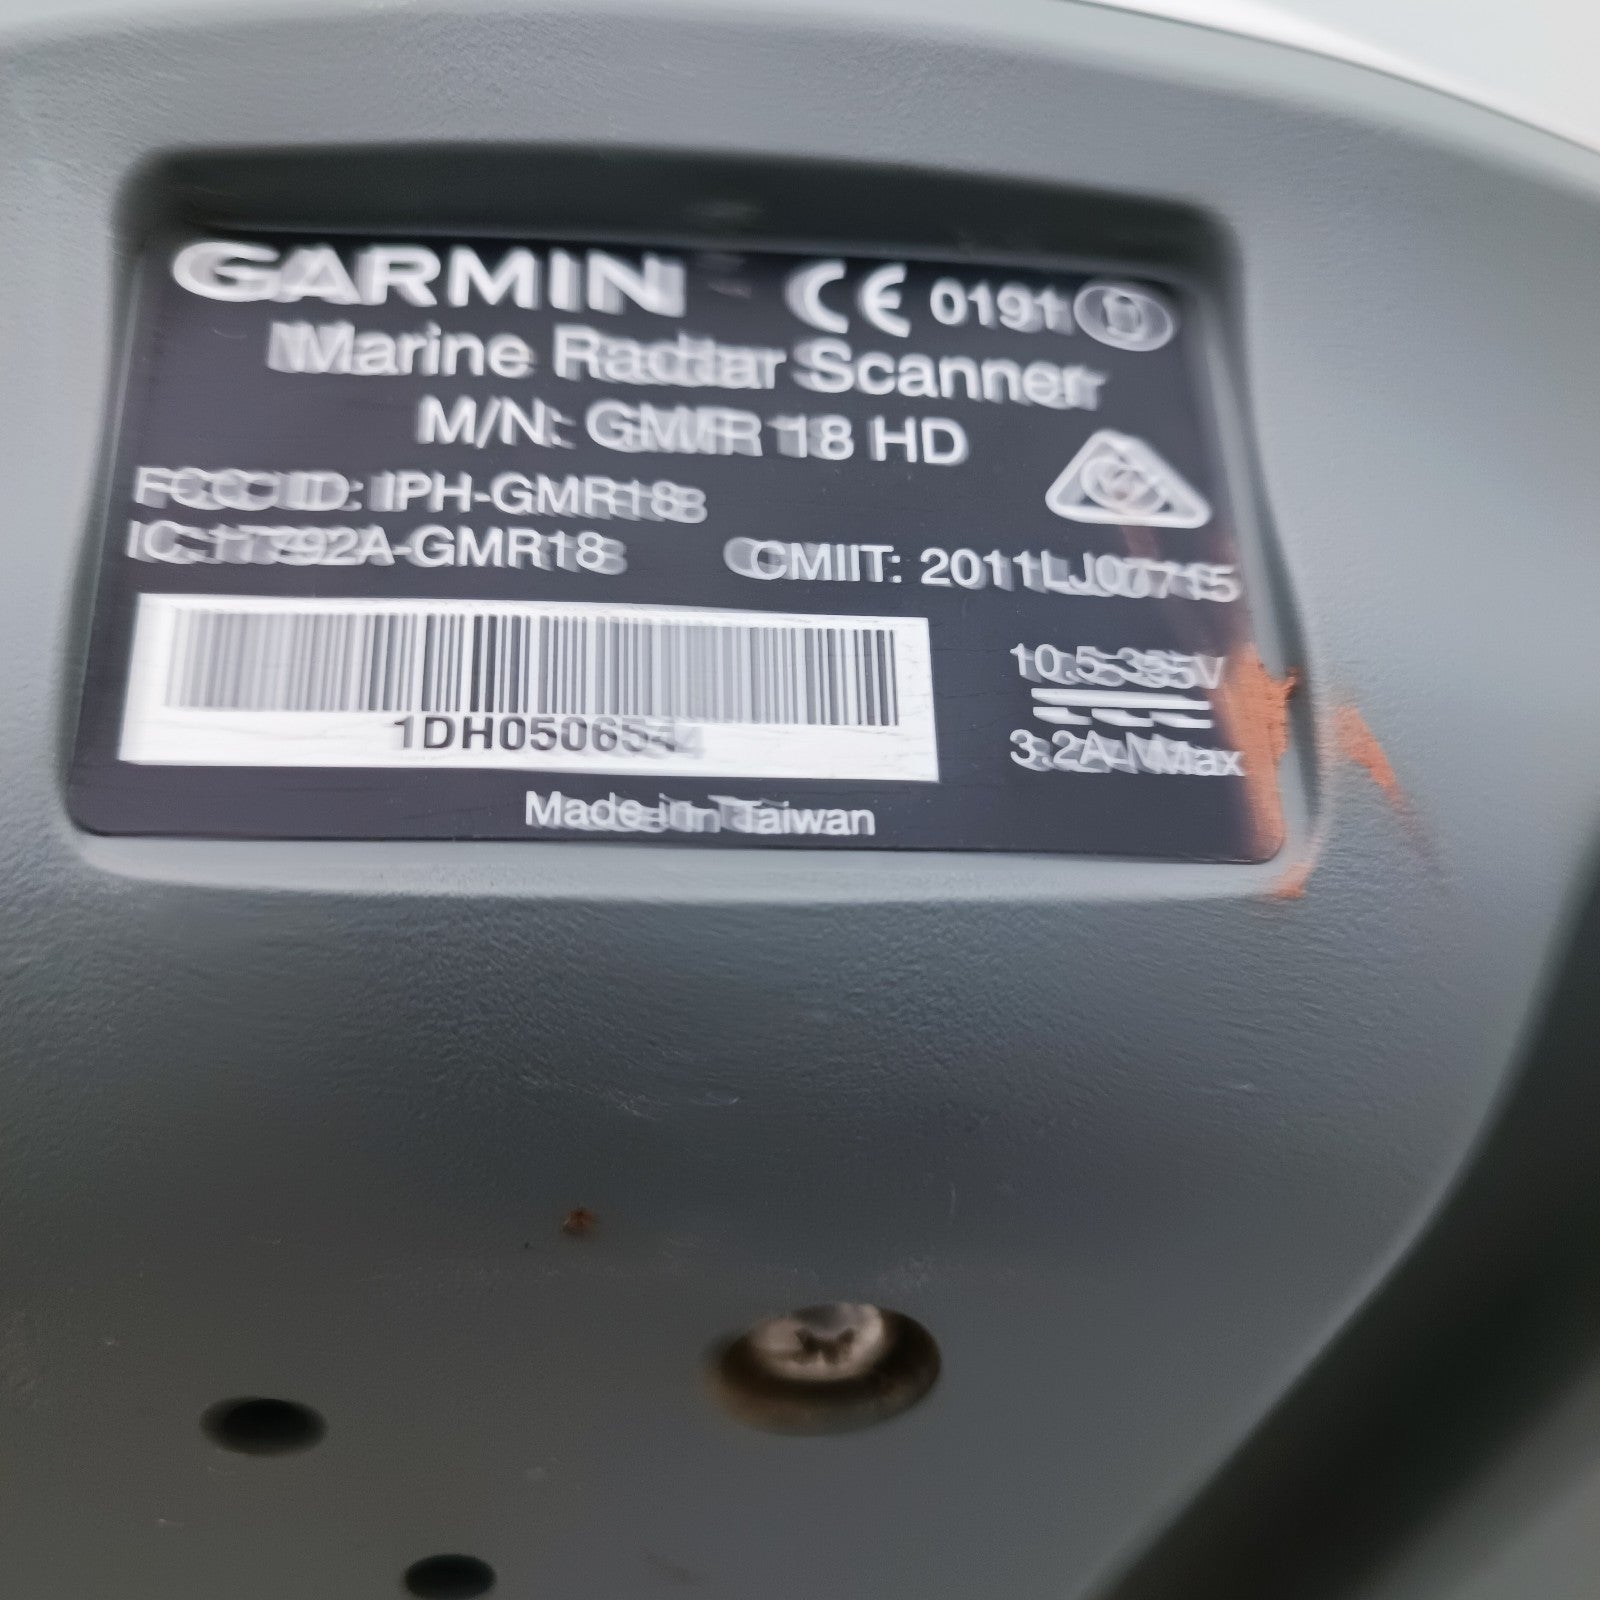 GARMIN CE 0191
Marine Radar Scanner
M/N: GMR 18 HD
FCC ID: IPH-GMR18
IC: 1792A-GMR18 CMIIT: 2011LJ0715
10.5-35V
3.2A Max
Made in Taiwan